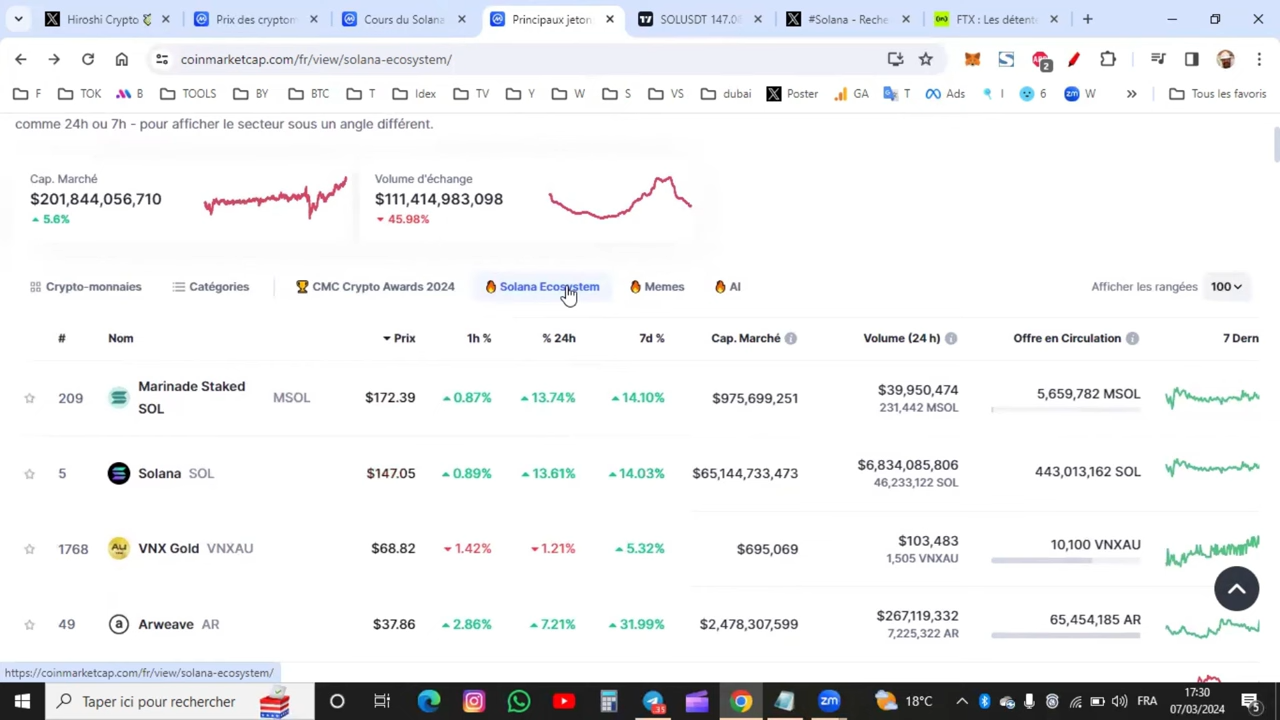 Hiroshi Crypto
Prix des cryptom
Cours du Solana
Principaux jeton
SOLUSDT 147.0
#Solana - Reche
FTX : Les détent
coinmarketcap.com/fr/view/solana-ecosystem/
2
F
TOK
B
TOOLS
BY
BTC
T
Idex
TV
Y
W
S
VS
dubai
Poster
GA
T
Ads
I
6
W
Tous les favoris
comme 24h ou 7h - pour afficher le secteur sous un angle différent.
Cap. Marché
$201,844,056,710
5.6%
Volume d'échange
$111,414,983,098
45.98%
Crypto-monnaies
Catégories
CMC Crypto Awards 2024
Solana Ecosystem
Memes
AI
Afficher les rangées 100
# Nom Prix 1h % % 24h 7d % Cap. Marché Volume (24 h) Offre en Circulation 7 Dern
209 Marinade Staked SOL MSOL $172.39 0.87% 13.74% 14.10% $975,699,251 $39,950,474 5,659,782 MSOL
231,442 MSOL
5 Solana SOL $147.05 0.89% 13.61% 14.03% $65,144,733,473 $6,834,085,806 443,013,162 SOL
46,233,122 SOL
1768 VNX Gold VNXAU $68.82 1.42% 1.21% 5.32% $695,069 $103,483 10,100 VNXAU
1,505 VNXAU
49 Arweave AR $37.86 2.86% 7.21% 31.99% $2,478,307,599 $267,119,332 65,454,185 AR
7,225,322 AR
https://coinmarketcap.com/fr/view/solana-ecosystem/
Taper ici pour rechercher
18°C
FRA
17:30
07/03/2024
5